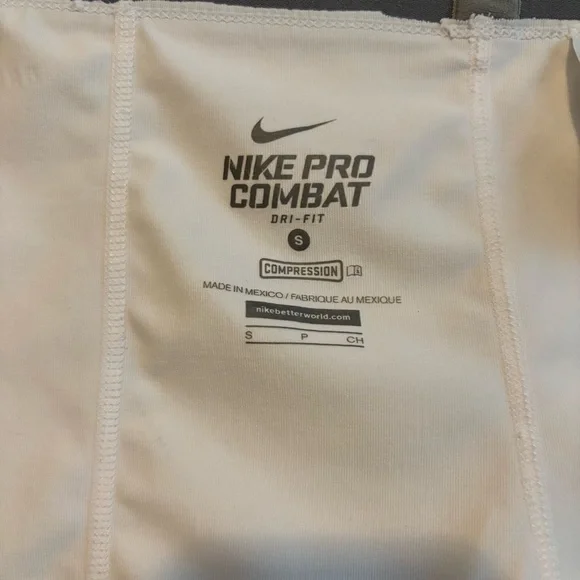 NIKE PRO
COMBAT
DRI-FIT
S
COMPRESSION
MADE IN MEXICO / FABRIQUE AU MEXIQUE
nikebetterworld.com
S P CH